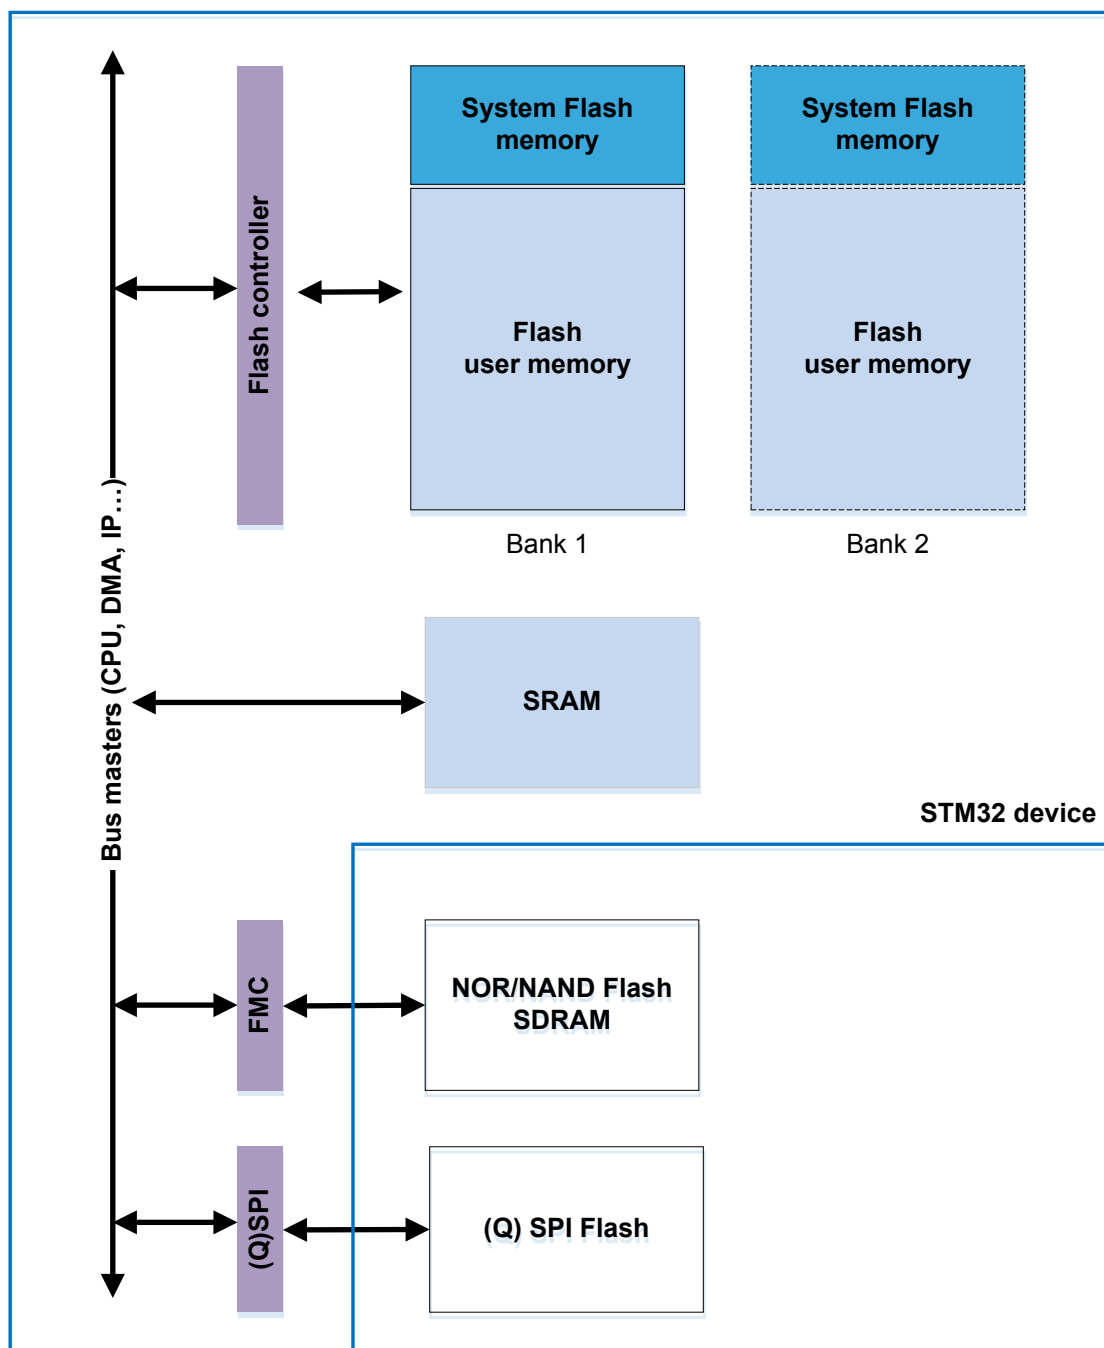 System Flash
memory
System Flash
memory
Flash controller
Flash
user memory
Flash
user memory
Bank 1
Bank 2
Bus masters (CPU, DMA, IP…)
SRAM
STM32 device
FMC
NOR/NAND Flash
SDRAM
(Q)SPI
(Q) SPI Flash